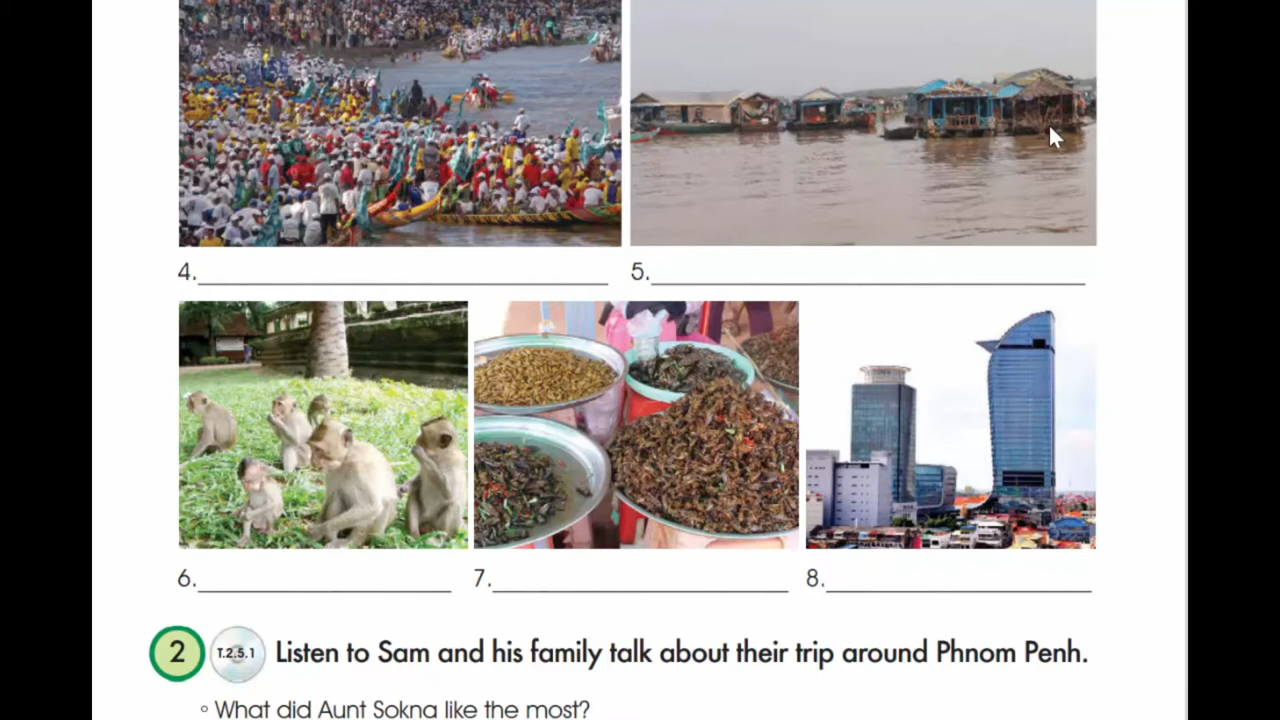 4.
5.
6.
7.
8.
2 T.2.5.1 Listen to Sam and his family talk about their trip around Phnom Penh.
◦ What did Aunt Sokna like the most?